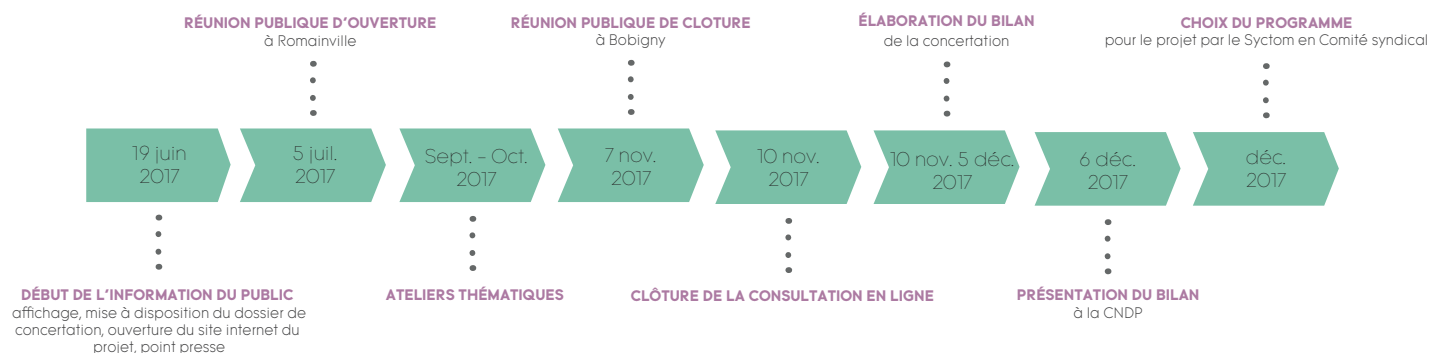 RÉUNION PUBLIQUE D'OUVERTURE
à Romainville
RÉUNION PUBLIQUE DE CLOTURE
à Bobigny
ÉLABORATION DU BILAN
de la concertation
CHOIX DU PROGRAMME
pour le projet par le Syctom en Comité syndical
19 juin
2017
5 juil.
2017
Sept. - Oct.
2017
7 nov.
2017
10 nov.
2017
10 nov. 5 déc.
2017
6 déc.
2017
déc.
2017
DÉBUT DE L'INFORMATION DU PUBLIC
affichage, mise à disposition du dossier de
concertation, ouverture du site internet du
projet, point presse
ATELIERS THÉMATIQUES
CLÔTURE DE LA CONSULTATION EN LIGNE
PRÉSENTATION DU BILAN
à la CNDP